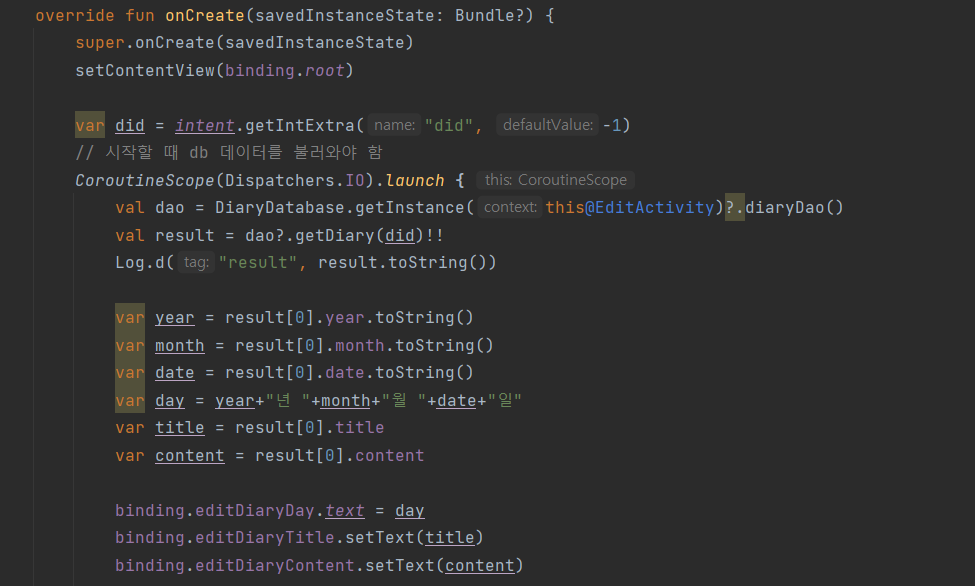 override fun onCreate(savedInstanceState: Bundle?) {
super.onCreate(savedInstanceState)
setContentView(binding.root)
var did = intent.getIntExtra( name: "did", defaultValue: -1)
// 시작할 때 db 데이터를 불러와야 함
CoroutineScope(Dispatchers.IO).launch { this: CoroutineScope
val dao = DiaryDatabase.getInstance( context: this@EditActivity)?.diaryDao()
val result = dao?.getDiary(did)!!
Log.d( tag: "result", result.toString())
var year = result[0].year.toString()
var month = result[0].month.toString()
var date = result[0].date.toString()
var day = year+"년 "+month+"월 "+date+"일"
var title = result[0].title
var content = result[0].content
binding.editDiaryDay.text = day
binding.editDiaryTitle.setText(title)
binding.editDiaryContent.setText(content)